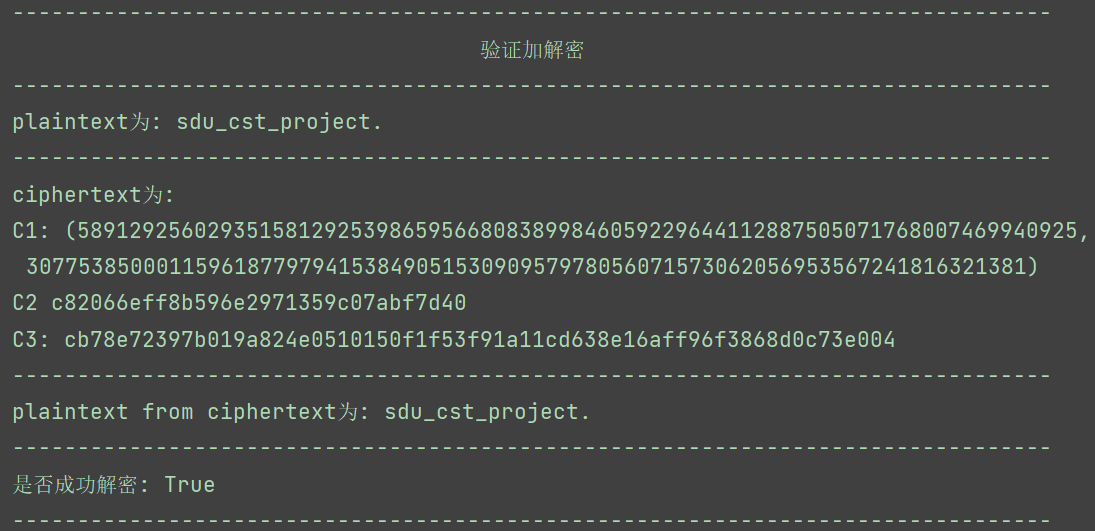 --------------------------------------------------------------------------------
验证加解密
--------------------------------------------------------------------------------
plaintext为: sdu_cst_project.
--------------------------------------------------------------------------------
ciphertext为:
C1: (58912925602935158129253986595668083899846059229644112887505071768007469940925,
30775385000115961877979415384905153090957978056071573062056953567241816321381)
C2 c82066eff8b596e2971359c07abf7d40
C3: cb78e72397b019a824e0510150f1f53f91a11cd638e16aff96f3868d0c73e004
--------------------------------------------------------------------------------
plaintext from ciphertext为: sdu_cst_project.
--------------------------------------------------------------------------------
是否成功解密: True
--------------------------------------------------------------------------------